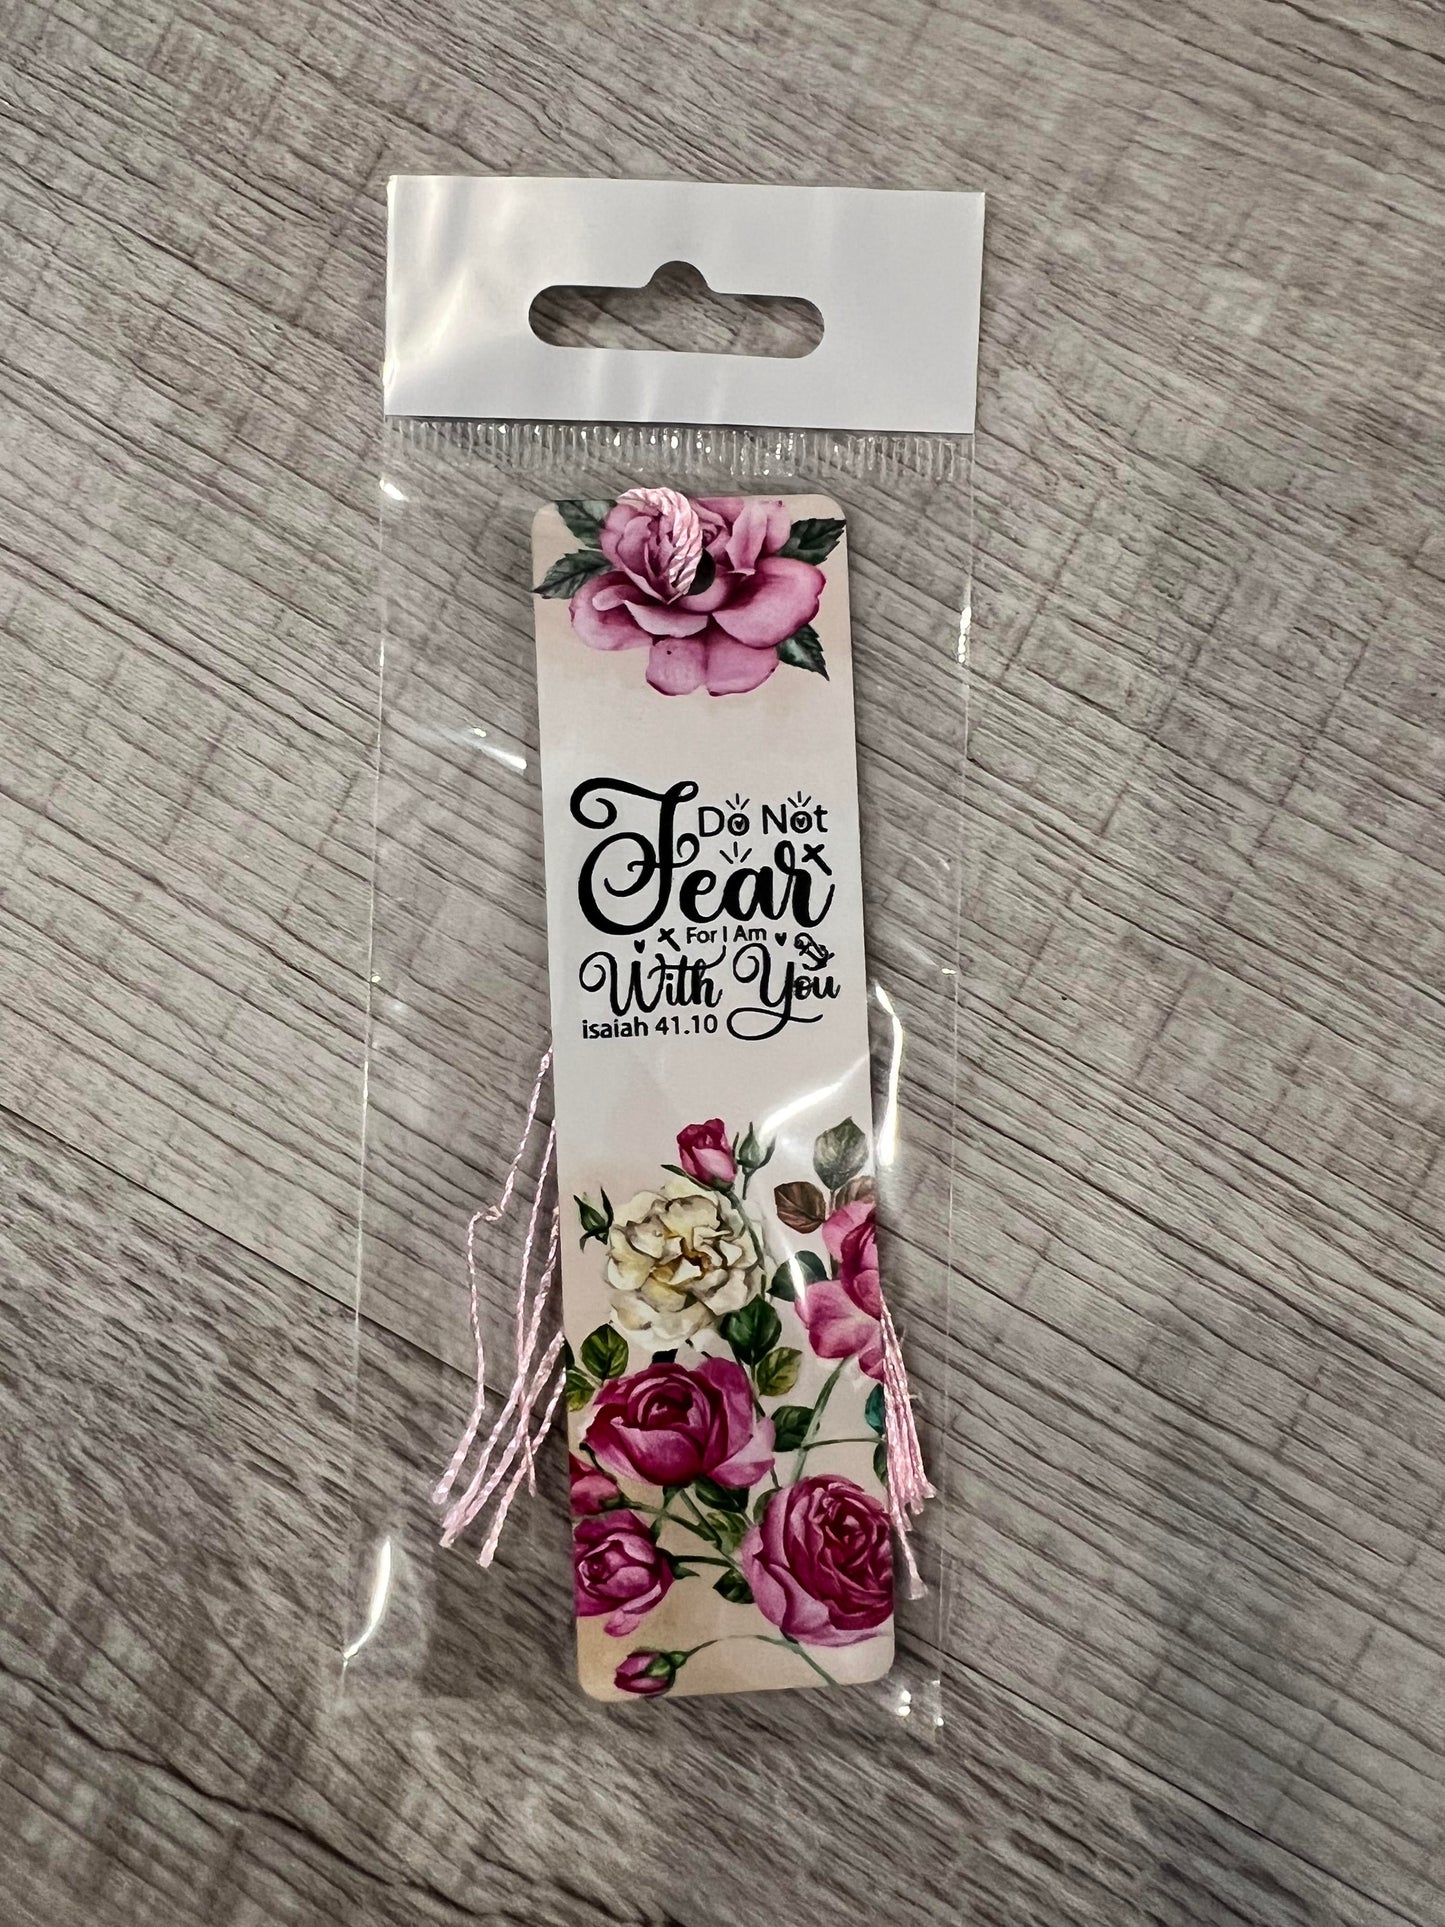 Do Not
Fear
For I Am
With You
isaiah 41.10